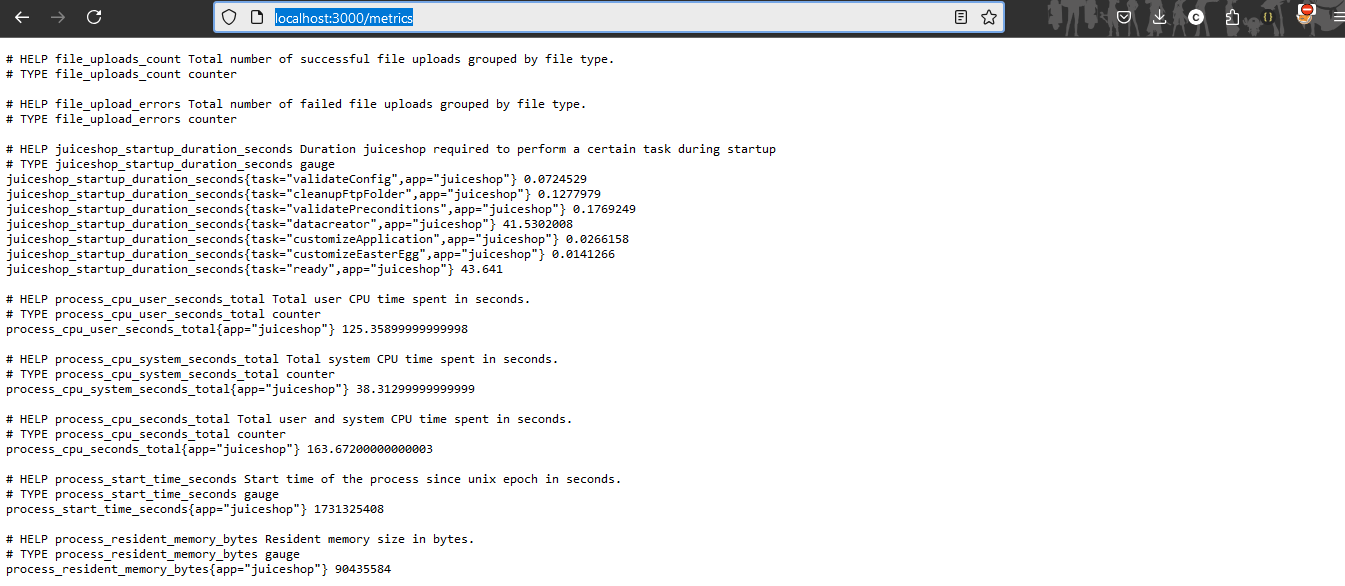 localhost:3000/metrics
# HELP file_uploads_count Total number of successful file uploads grouped by file type.
# TYPE file_uploads_count counter
# HELP file_upload_errors Total number of failed file uploads grouped by file type.
# TYPE file_upload_errors counter
# HELP juiceshop_startup_duration_seconds Duration juiceshop required to perform a certain task during startup
# TYPE juiceshop_startup_duration_seconds gauge
juiceshop_startup_duration_seconds{task="validateConfig",app="juiceshop"} 0.0724529
juiceshop_startup_duration_seconds{task="cleanupFtpFolder",app="juiceshop"} 0.1277979
juiceshop_startup_duration_seconds{task="validatePreconditions",app="juiceshop"} 0.1769249
juiceshop_startup_duration_seconds{task="datacreator",app="juiceshop"} 41.5302008
juiceshop_startup_duration_seconds{task="customizeApplication",app="juiceshop"} 0.0266158
juiceshop_startup_duration_seconds{task="customizeEasterEgg",app="juiceshop"} 0.0141266
juiceshop_startup_duration_seconds{task="ready",app="juiceshop"} 43.641
# HELP process_cpu_user_seconds_total Total user CPU time spent in seconds.
# TYPE process_cpu_user_seconds_total counter
process_cpu_user_seconds_total{app="juiceshop"} 125.35899999999998
# HELP process_cpu_system_seconds_total Total system CPU time spent in seconds.
# TYPE process_cpu_system_seconds_total counter
process_cpu_system_seconds_total{app="juiceshop"} 38.31299999999999
# HELP process_cpu_seconds_total Total user and system CPU time spent in seconds.
# TYPE process_cpu_seconds_total counter
process_cpu_seconds_total{app="juiceshop"} 163.67200000000003
# HELP process_start_time_seconds Start time of the process since unix epoch in seconds.
# TYPE process_start_time_seconds gauge
process_start_time_seconds{app="juiceshop"} 1731325408
# HELP process_resident_memory_bytes Resident memory size in bytes.
# TYPE process_resident_memory_bytes gauge
process_resident_memory_bytes{app="juiceshop"} 90435584